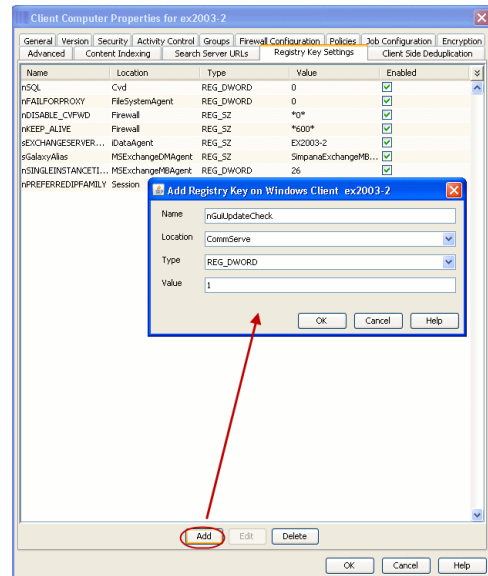 Client Computer Properties for ex2003-2
General Version Security Activity Control Groups Firewall Configuration Policies Job Configuration Encryption
Advanced Content Indexing Search Server URLs Registry Key Settings Client Side Deduplication
Name Location Type Value Enabled
nSQL Cvd REG_DWORD 0
nFAILFORPROXY FileSystemAgent REG_DWORD 0
nDISABLE_CVFWD Firewall REG_SZ *0*
nKEEP_ALIVE Firewall REG_SZ *600*
sEXCHANGESERVER... iDataAgent REG_SZ EX2003-2
sGalaxyAlias MSExchangeDMAgent REG_SZ SimpanaExchangeMB...
nSINGLEINSTANCETI... MSExchangeMBAgent REG_DWORD 26
nPREFERREDIPFAMILY Session
Add Registry Key on Windows Client ex2003-2
Name nGuiUpdateCheck
Location CommServe
Type REG_DWORD
Value 1
OK Cancel Help
Add Edit Delete
OK Cancel Help